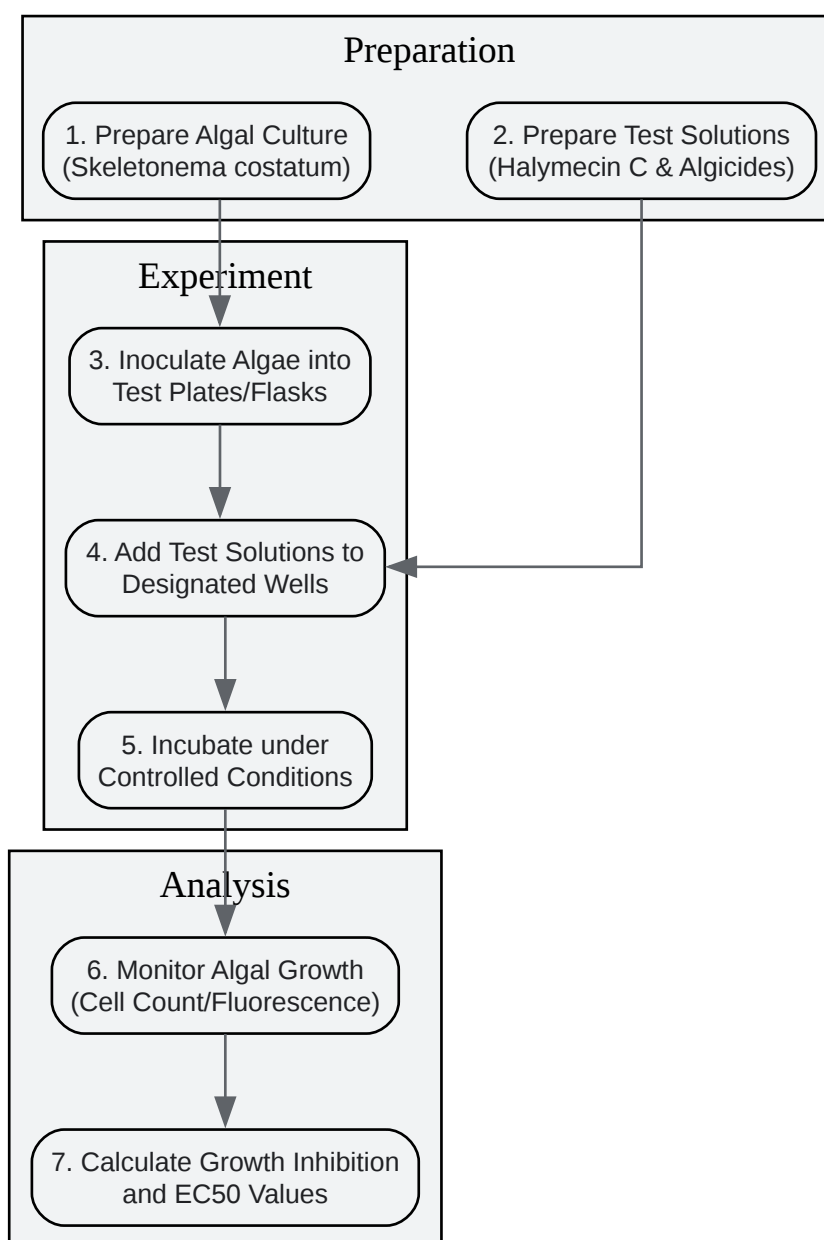 Preparation
1. Prepare Algal Culture
(Skeletonema costatum)
2. Prepare Test Solutions
(Halymecin C & Algicides)
Experiment
3. Inoculate Algae into
Test Plates/Flasks
4. Add Test Solutions to
Designated Wells
5. Incubate under
Controlled Conditions
Analysis
6. Monitor Algal Growth
(Cell Count/Fluorescence)
7. Calculate Growth Inhibition
and EC50 Values